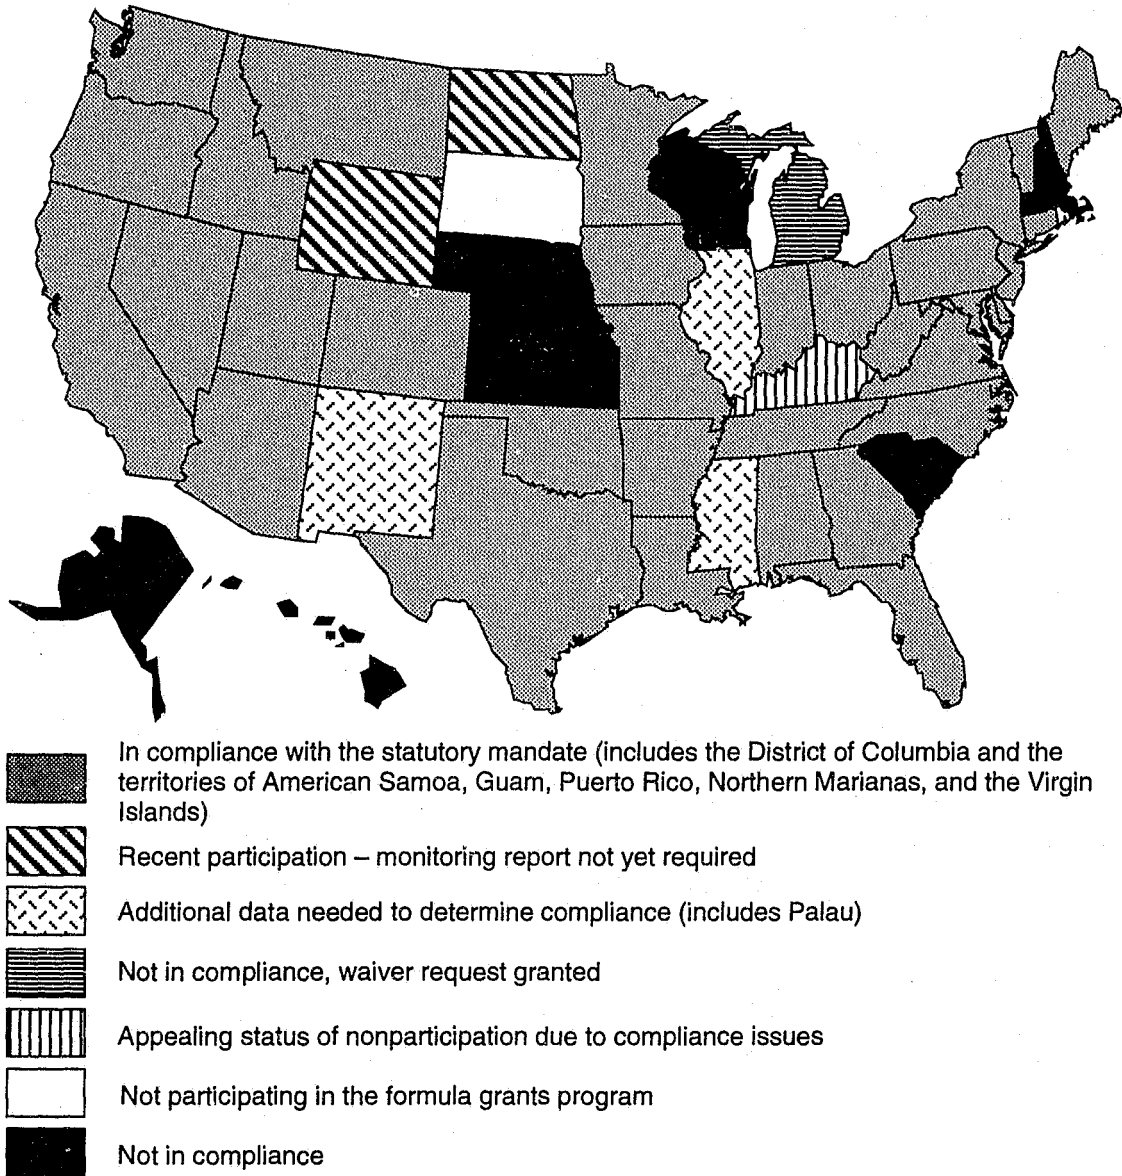 In compliance with the statutory mandate (includes the District of Columbia and the
territories of American Samoa, Guam, Puerto Rico, Northern Marianas, and the Virgin
Islands)
Recent participation – monitoring report not yet required
Additional data needed to determine compliance (includes Palau)
Not in compliance, waiver request granted
Appealing status of nonparticipation due to compliance issues
Not participating in the formula grants program
Not in compliance